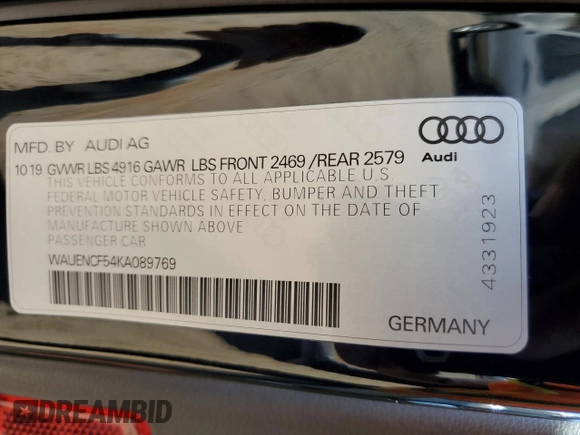 MFD. BY AUDI AG
10 19 GVWR LBS 4916 GAWR LBS FRONT 2469 /REAR 2579
THIS VEHICLE CONFORMS TO ALL APPLICABLE U.S.
FEDERAL MOTOR VEHICLE SAFETY, BUMPER AND THEFT
PREVENTION STANDARDS IN EFFECT ON THE DATE OF
MANUFACTURE SHOWN ABOVE
PASSENGER CAR
WAUENCF54KA089769
Audi
4331923
GERMANY
DREAMBID